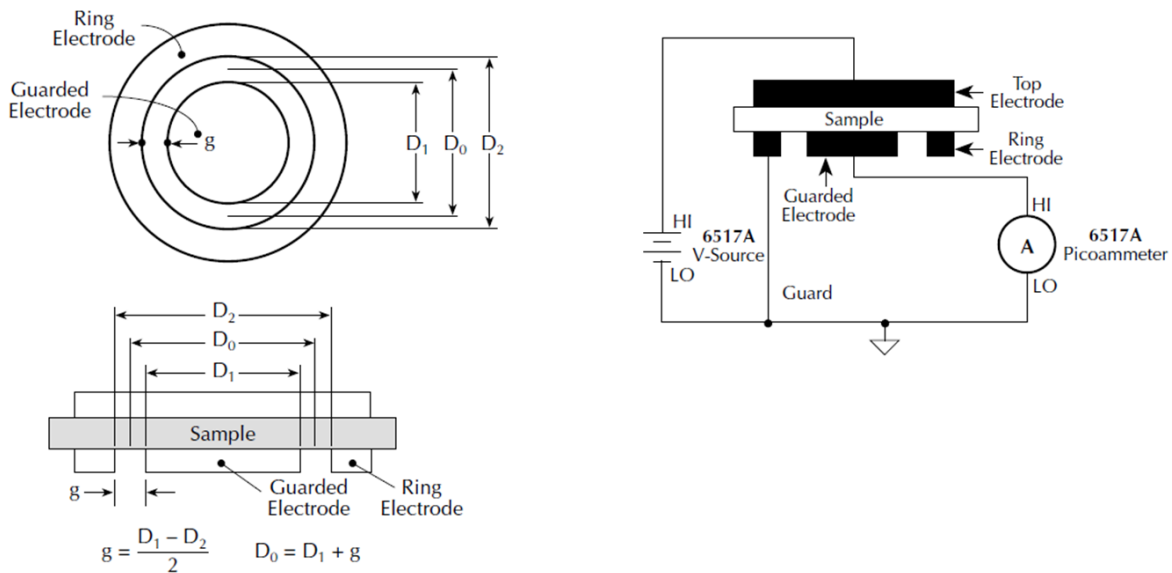 Ring
Electrode
Guarded
Electrode
g
D₁ D₀ D₂
D₂
D₀
D₁
Sample
g
Guarded
Electrode
Ring
Electrode
g = (D₁ – D₂) / 2
D₀ = D₁ + g
Top
Electrode
Sample
Ring
Electrode
Guarded
Electrode
HI
6517A
V-Source
LO
Guard
HI
A
6517A
Picoammeter
LO